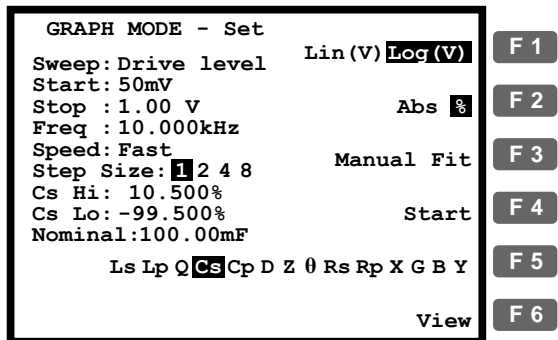 GRAPH MODE - Set
Lin(V) Log(V) F 1
Sweep: Drive level
Start: 50mV
Stop : 1.00 V
Abs % F 2
Freq : 10.000kHz
Speed: Fast
Manual Fit F 3
Step Size: 1 2 4 8
Cs Hi: 10.500%
Cs Lo: -99.500%
Start F 4
Nominal:100.00mF
Ls Lp Q Cs Cp D Z θ Rs Rp X G B Y F 5
View F 6